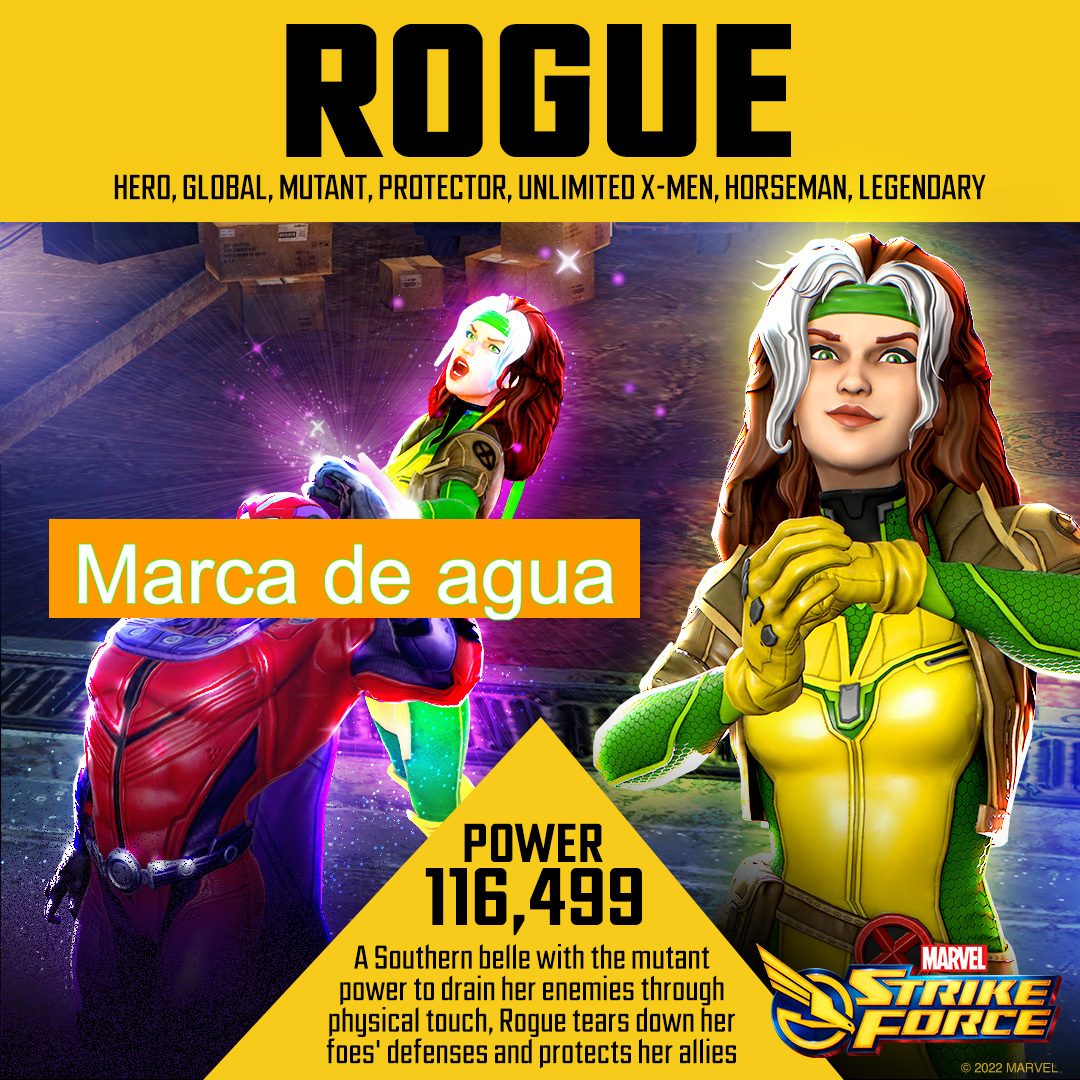 ROGUE
HERO, GLOBAL, MUTANT, PROTECTOR, UNLIMITED X-MEN, HORSEMAN, LEGENDARY
Marca de agua
POWER
116,499
A Southern belle with the mutant
power to drain her enemies through
physical touch, Rogue tears down her
foes' defenses and protects her allies
MARVEL
STRIKE
FORCE
© 2022 MARVEL